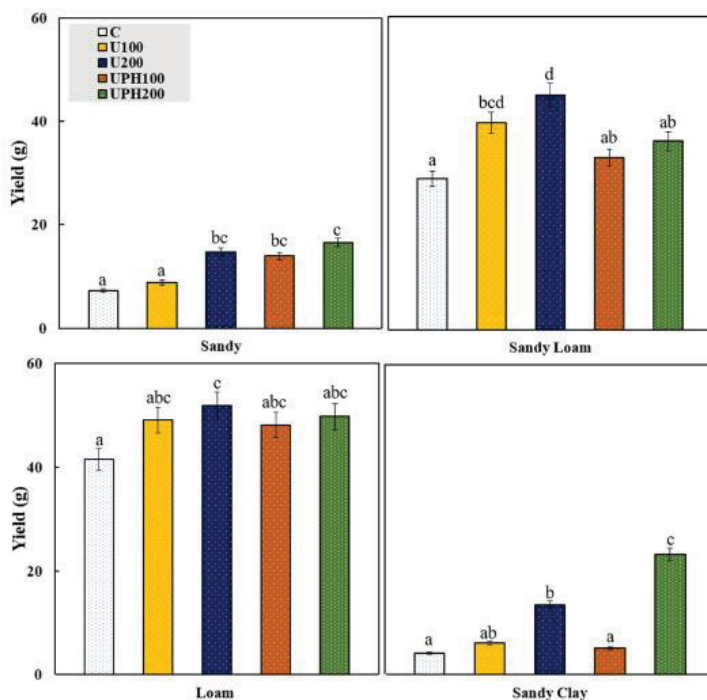 60
40
20
0
Yield (g)
C
U100
U200
UPH100
UPH200
a
a
bc
bc
c
Sandy
a
bcd
d
ab
ab
Sandy Loam
60
40
20
0
Yield (g)
a
abc
c
abc
abc
Loam
a
ab
b
a
c
Sandy Clay